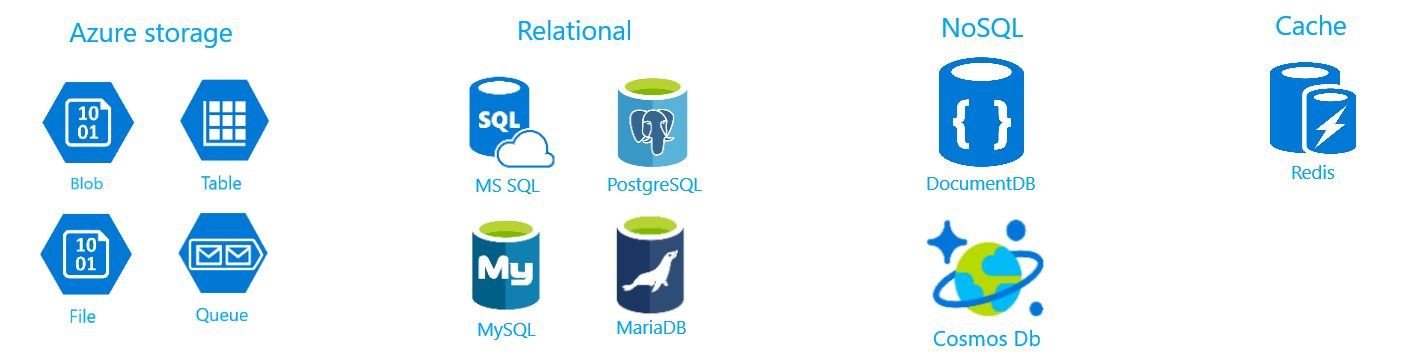 Azure storage
Relational
NoSQL
Cache
10
01
Blob
Table
10
01
File
Queue
SQL
MS SQL
PostgreSQL
My
MySQL
MariaDB
{ }
DocumentDB
Cosmos Db
Redis